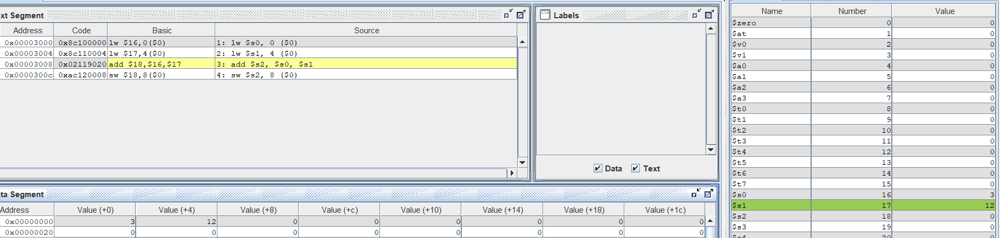 xt Segment
Address Code Basic Source
0x00003000 0x8c100000 lw $16,0($0) 1: lw $s0, 0 ($0)
0x00003004 0x8c110004 lw $17,4($0) 2: lw $s1, 4 ($0)
0x00003008 0x02119020 add $18,$16,$17 3: add $s2, $s0, $s1
0x0000300c 0xac120008 sw $18,8($0) 4: sw $s2, 8 ($0)
Labels
Data Text
ta Segment
Address Value (+0) Value (+4) Value (+8) Value (+c) Value (+10) Value (+14) Value (+18) Value (+1c)
0x00000000 3 12 0 0 0 0 0 0
0x00000020 0 0 0 0 0 0 0 0
Name Number Value
$zero 0 0
$at 1 0
$v0 2 0
$v1 3 0
$a0 4 0
$a1 5 0
$a2 6 0
$a3 7 0
$t0 8 0
$t1 9 0
$t2 10 0
$t3 11 0
$t4 12 0
$t5 13 0
$t6 14 0
$t7 15 0
$s0 16 3
$s1 17 12
$s2 18 0
$s3 19 0
$s4 20 0